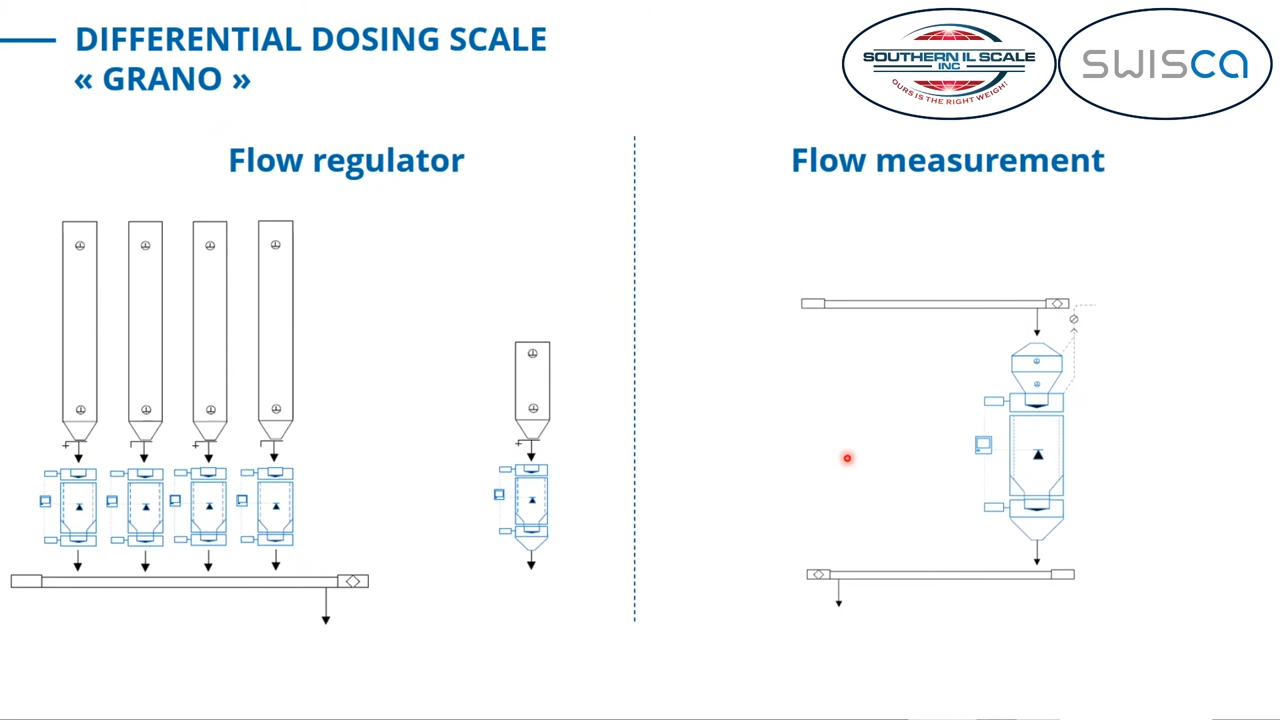 DIFFERENTIAL DOSING SCALE
« GRANO »
SOUTHERN IL SCALE
INC
OURS IS THE RIGHT WEIGH!
SWISCA
Flow regulator
Flow measurement